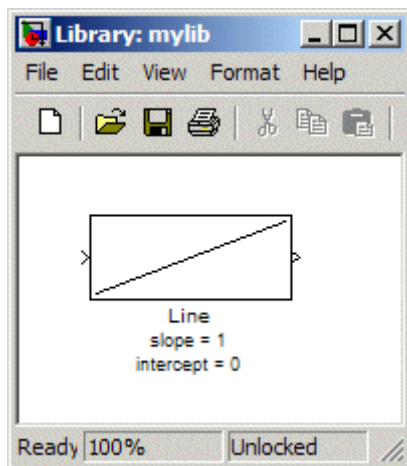 Library: mylib
File Edit View Format Help
Line
slope = 1
intercept = 0
Ready 100% Unlocked